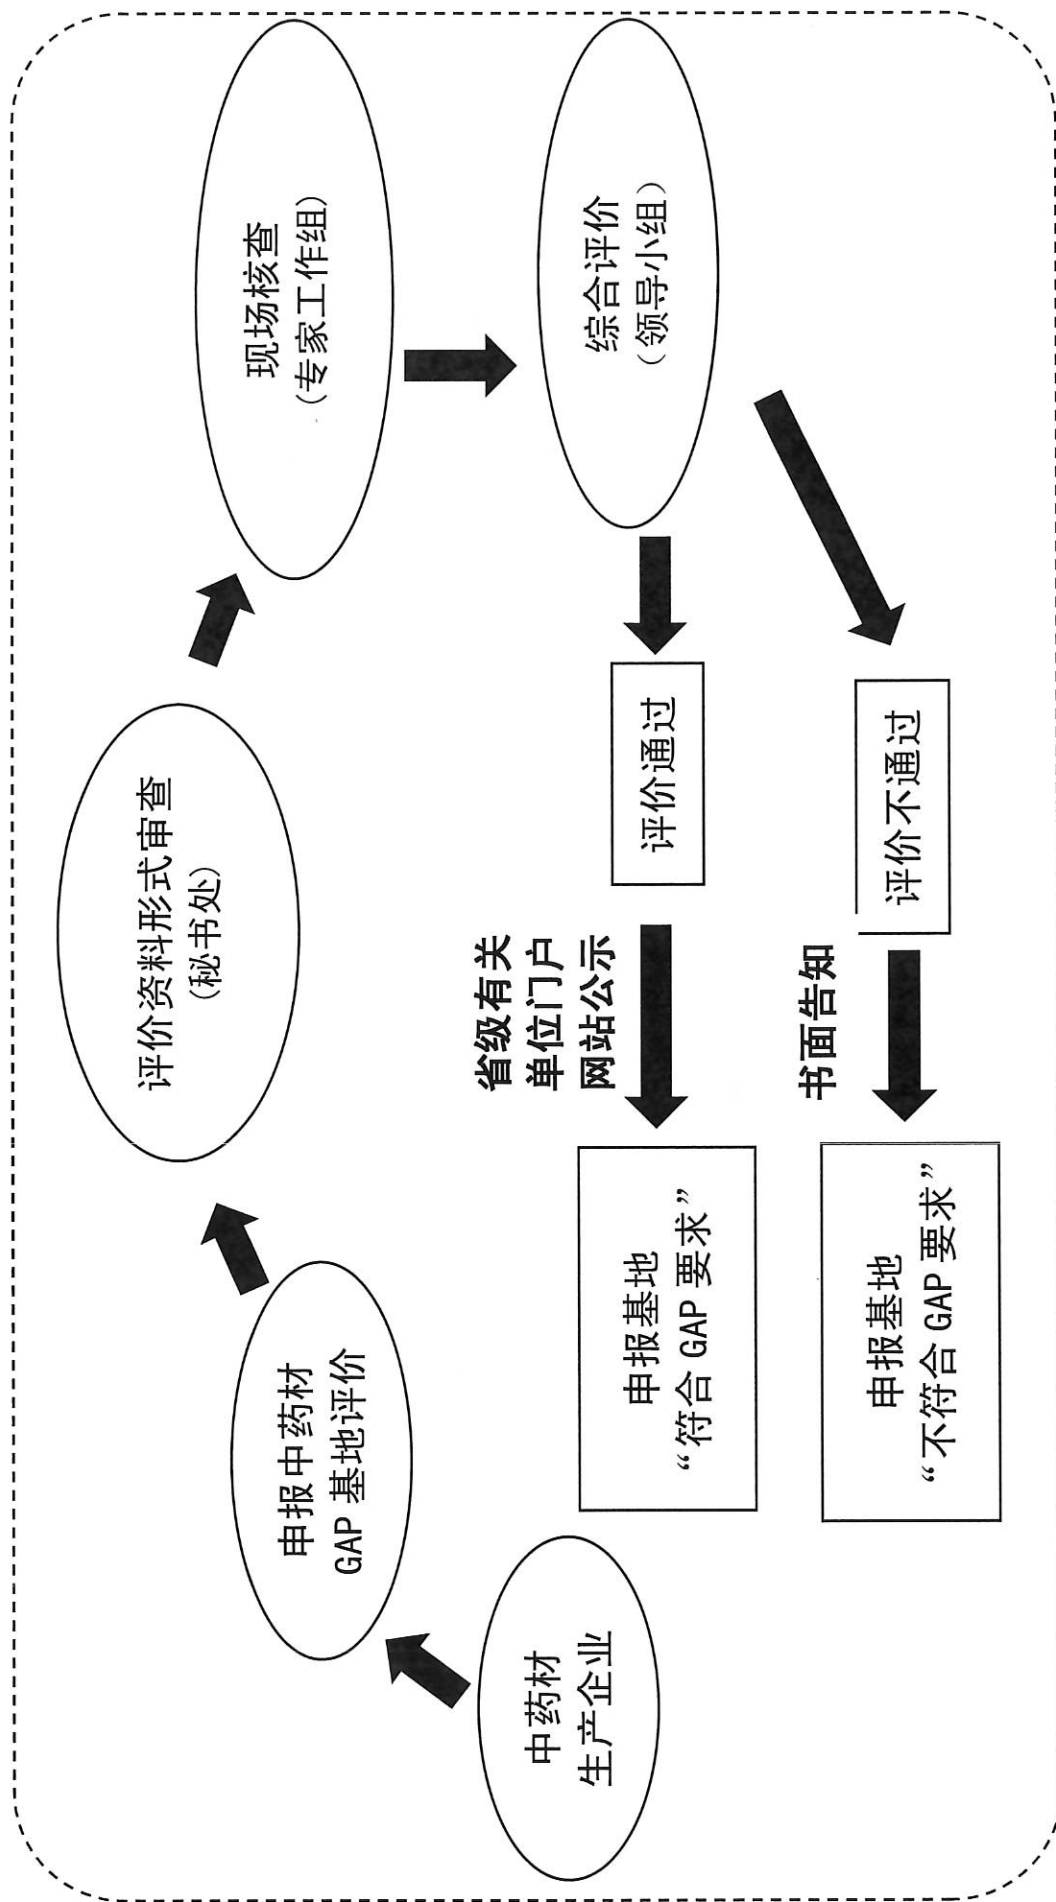 中药材
生产企业
申报中药材
GAP 基地评价
评价资料形式审查
(秘书处)
现场核查
(专家工作组)
综合评价
(领导小组)
评价通过
省级有关
单位门户
网站公示
申报基地
“符合 GAP 要求”
评价不通过
书面告知
申报基地
“不符合 GAP 要求”